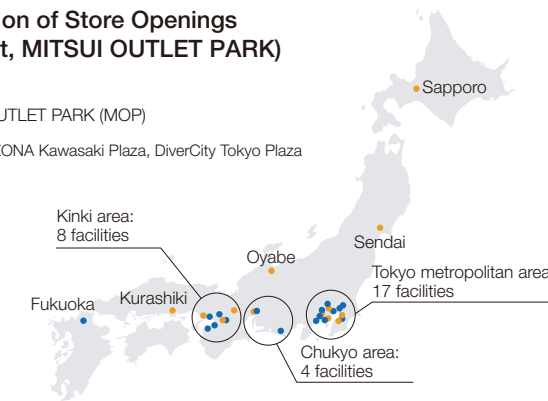 on of Store Openings
t, MITSUI OUTLET PARK)
UTLET PARK (MOP)
ZONA Kawasaki Plaza, DiverCity Tokyo Plaza
Sapporo
Kinki area:
8 facilities
Sendai
Oyabe
Tokyo metropolitan area
17 facilities
Fukuoka
Kurashiki
Chukyo area:
4 facilities